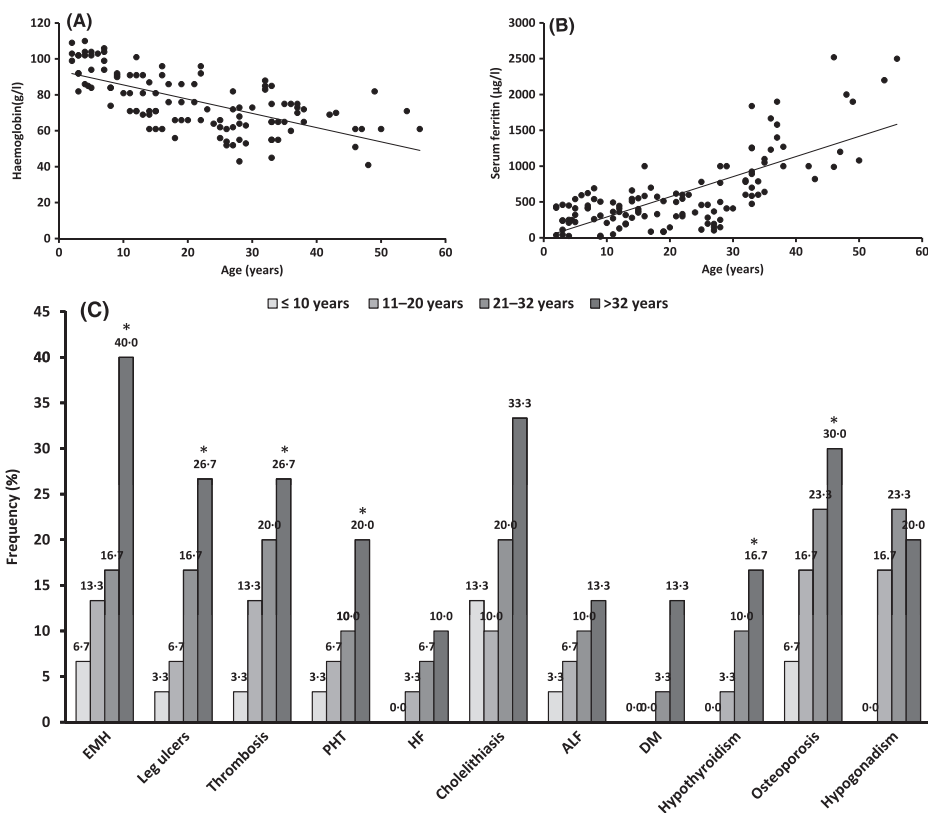 (A)
120
100
80
60
40
20
0
Haemoglobin(g/l)
0 10 20 30 40 50 60
Age (years)
(B)
3000
2500
2000
1500
1000
500
0
Serum ferritin (µg/l)
0 10 20 30 40 50 60
Age (years)
(C)
≤ 10 years 11–20 years 21–32 years >32 years
45
40
35
30
25
20
15
10
5
0
Frequency (%)
6·7 13·3 16·7 40·0 *
3·3 6·7 16·7 26·7 *
3·3 13·3 20·0 26·7 *
3·3 6·7 10·0 20·0 *
0·0 3·3 6·7 10·0
13·3 10·0 20·0 33·3
3·3 6·7 10·0 13·3
0·0 0·0 3·3 13·3
0·0 3·3 10·0 16.7 *
6·7 16·7 23·3 30·0 *
0·0 16.7 23·3 20·0
EMH
Leg ulcers
Thrombosis
PHT
HF
Cholelithiasis
ALF
DM
Hypothyroidism
Osteoporosis
Hypogonadism